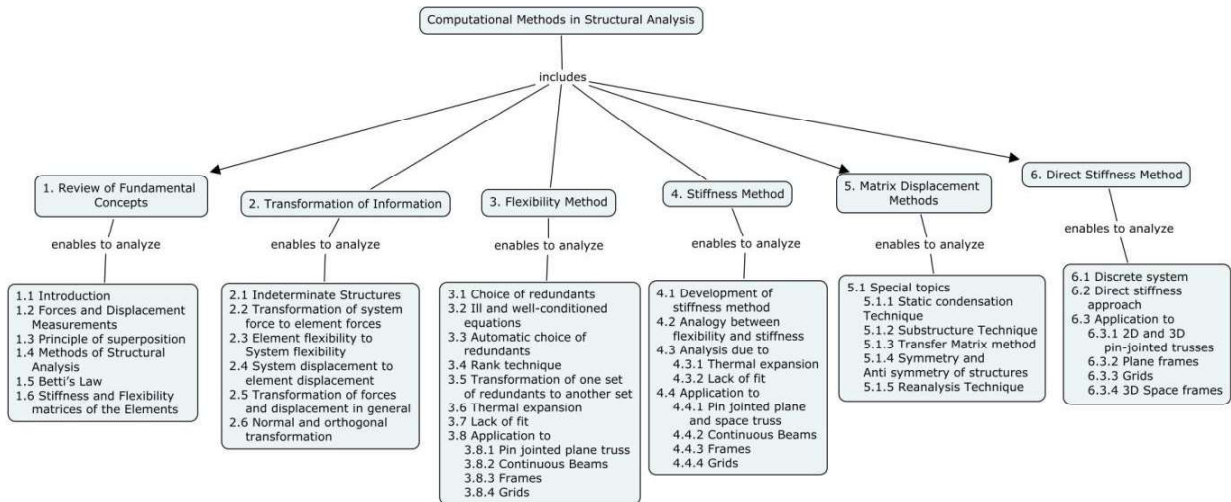 Computational Methods in Structural Analysis
includes
1. Review of Fundamental
Concepts
enables to analyze
1.1 Introduction
1.2 Forces and Displacement
Measurements
1.3 Principle of superposition
1.4 Methods of Structural
Analysis
1.5 Betti's Law
1.6 Stiffness and Flexibility
matrices of the Elements
2. Transformation of Information
enables to analyze
2.1 Indeterminate Structures
2.2 Transformation of system
force to element forces
2.3 Element flexibility to
System flexibility
2.4 System displacement to
element displacement
2.5 Transformation of forces
and displacement in general
2.6 Normal and orthogonal
transformation
3. Flexibility Method
enables to analyze
3.1 Choice of redundants
3.2 Ill and well-conditioned
equations
3.3 Automatic choice of
redundants
3.4 Rank technique
3.5 Transformation of one set
of redundants to another set
3.6 Thermal expansion
3.7 Lack of fit
3.8 Application to
3.8.1 Pin jointed plane truss
3.8.2 Continuous Beams
3.8.3 Frames
3.8.4 Grids
4. Stiffness Method
enables to analyze
4.1 Development of
stiffness method
4.2 Analogy between
flexibility and stiffness
4.3 Analysis due to
4.3.1 Thermal expansion
4.3.2 Lack of fit
4.4 Application to
4.4.1 Pin jointed plane
and space truss
4.4.2 Continuous Beams
4.4.3 Frames
4.4.4 Grids
5. Matrix Displacement
Methods
enables to analyze
5.1 Special topics
5.1.1 Static condensation
Technique
5.1.2 Substructure Technique
5.1.3 Transfer Matrix method
5.1.4 Symmetry and
Anti symmetry of structures
5.1.5 Reanalysis Technique
6. Direct Stiffness Method
enables to analyze
6.1 Discrete system
6.2 Direct stiffness
approach
6.3 Application to
6.3.1 2D and 3D
pin-jointed trusses
6.3.2 Plane frames
6.3.3 Grids
6.3.4 3D Space frames